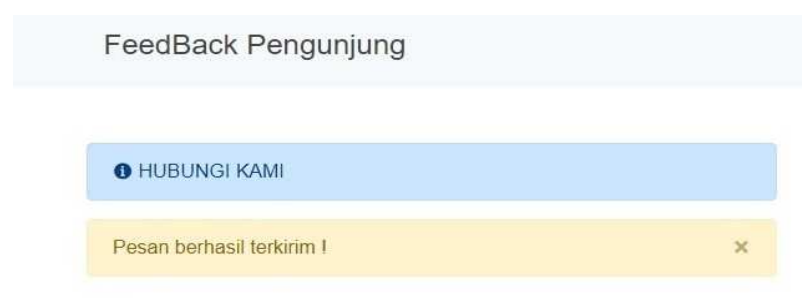 FeedBack Pengunjung
HUBUNGI KAMI
Pesan berhasil terkirim !